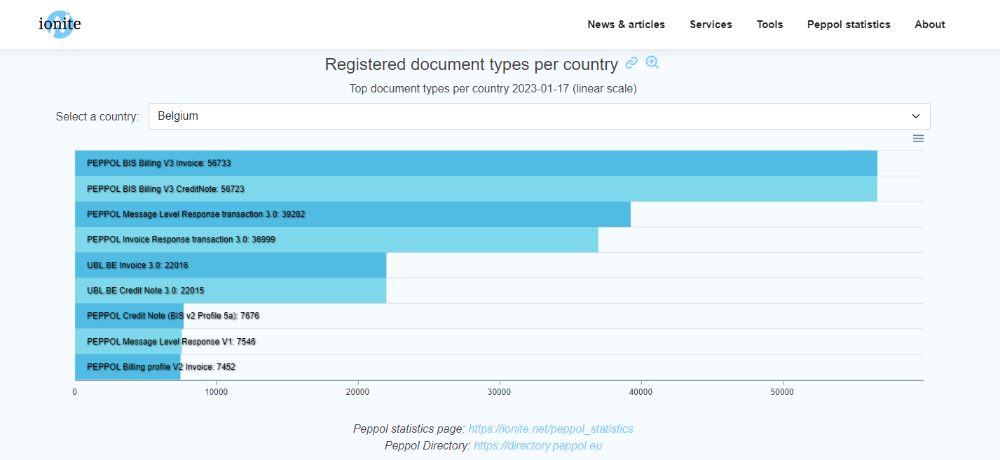 ionite
News & articles Services Tools Peppol statistics About
Registered document types per country
Top document types per country 2023-01-17 (linear scale)
Select a country: Belgium
PEPPOL BIS Billing V3 Invoice: 56733
PEPPOL BIS Billing V3 CreditNote: 56723
PEPPOL Message Level Response transaction 3.0: 39282
PEPPOL Invoice Response transaction 3.0: 36999
UBL.BE Invoice 3.0: 22016
UBL.BE Credit Note 3.0: 22015
PEPPOL Credit Note (BIS v2 Profile 5a): 7676
PEPPOL Message Level Response V1: 7546
PEPPOL Billing profile V2 Invoice: 7452
0 10000 20000 30000 40000 50000
Peppol statistics page: https://ionite.net/peppol_statistics
Peppol Directory: https://directory.peppol.eu